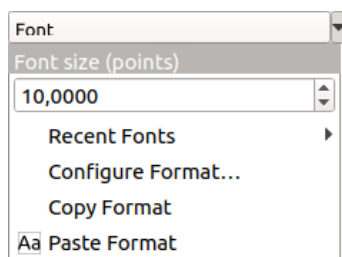 Font
Font size (points)
10,0000
Recent Fonts
Configure Format…
Copy Format
Aa Paste Format